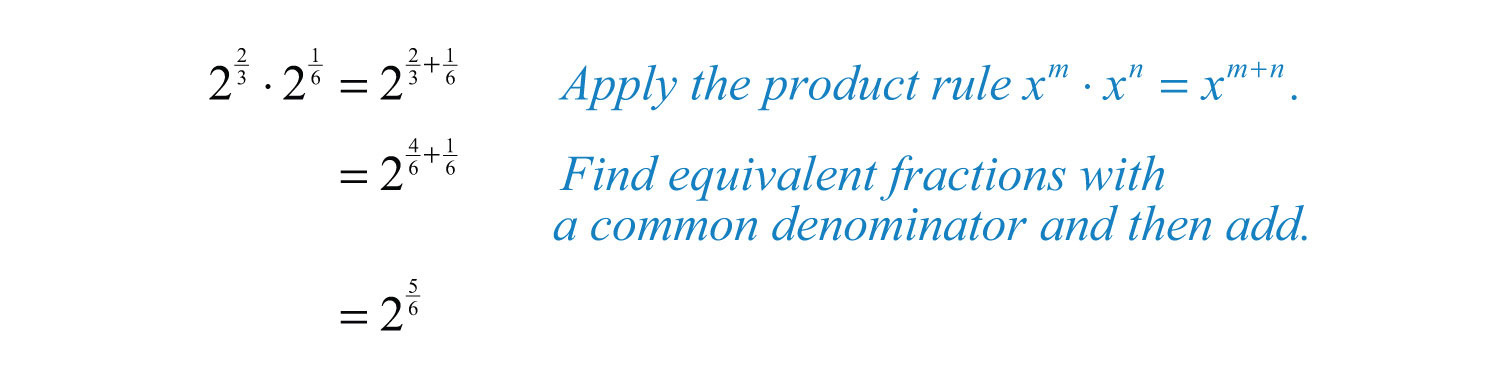 2^{\frac{2}{3}} \cdot 2^{\frac{1}{6}} = 2^{\frac{2}{3}+\frac{1}{6}} Apply the product rule x^{m} \cdot x^{n} = x^{m+n}.
= 2^{\frac{4}{6}+\frac{1}{6}} Find equivalent fractions with
a common denominator and then add.
= 2^{\frac{5}{6}}